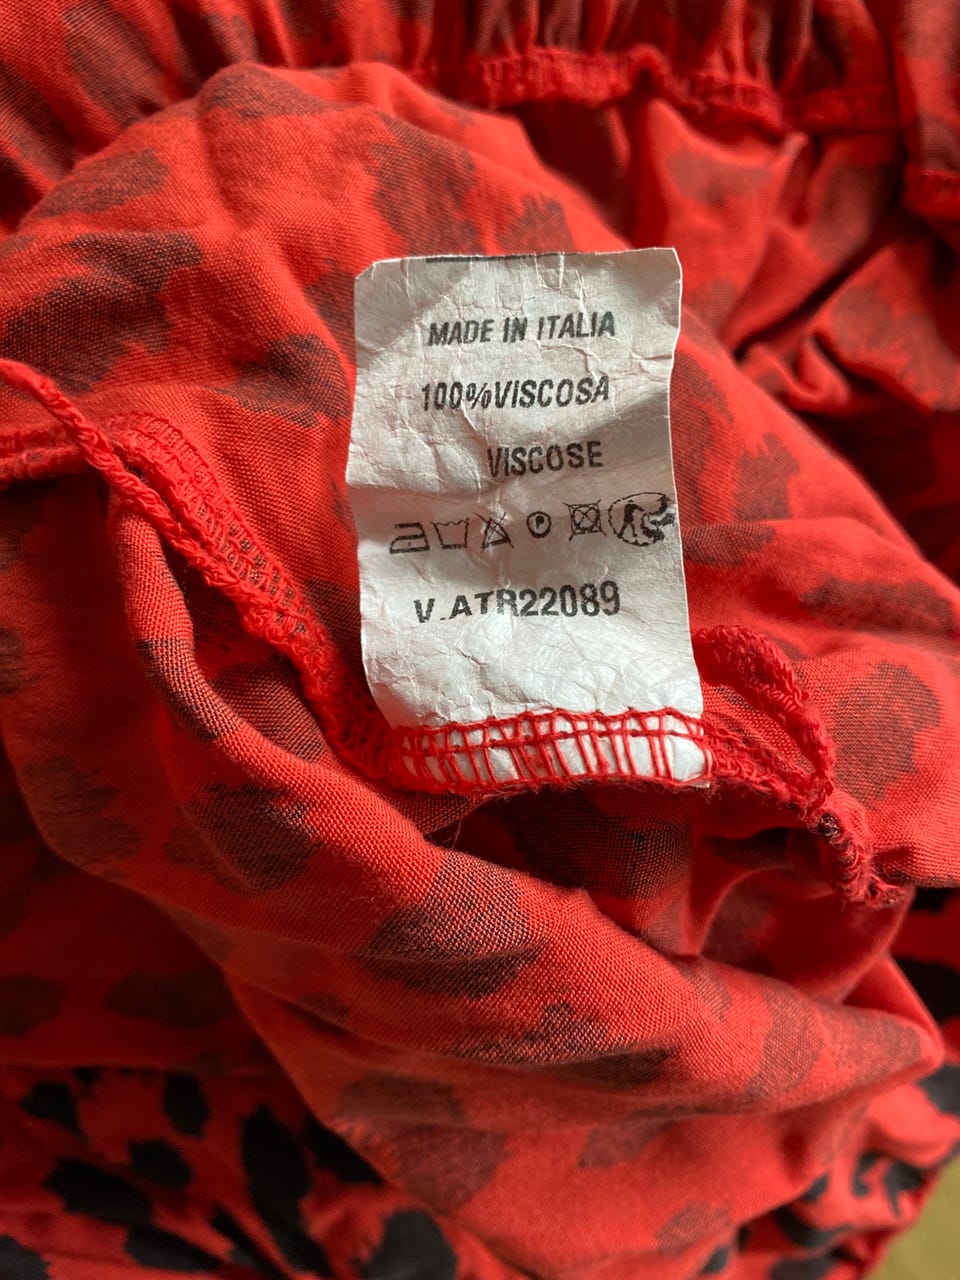 MADE IN ITALIA
100%VISCOSA
VISCOSE
P
V.ATR22089